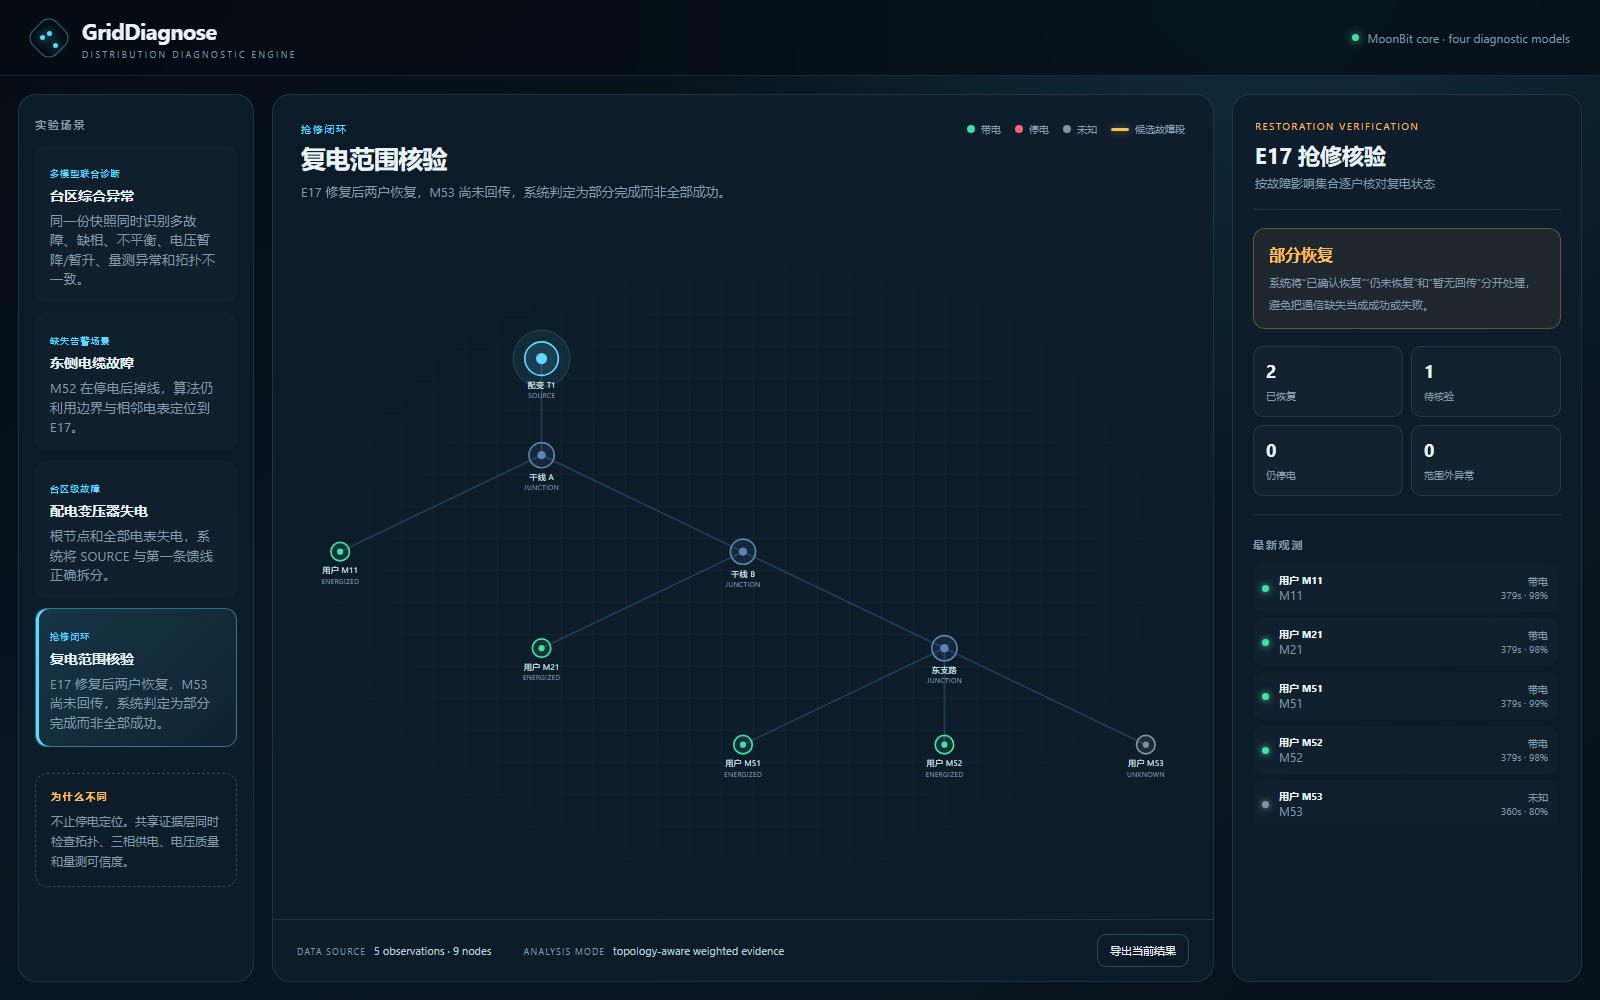 GridDiagnose
DISTRIBUTION DIAGNOSTIC ENGINE
MoonBit core · four diagnostic models
实验场景
多模型联合诊断
台区综合异常
同一份快照同时识别多故
障、缺相、不平衡、电压暂
降/暂升、量测异常和拓扑不
一致。
缺失告警场景
东侧电缆故障
M52 在停电后掉线，算法仍
利用边界与相邻电表定位到
E17。
台区级故障
配电变压器失电
根节点和全部电表失电，系
统将 SOURCE 与第一条馈线
正确拆分。
抢修闭环
复电范围核验
E17 修复后两户恢复，M53
尚未回传，系统判定为部分
完成而非全部成功。
为什么不同
不止停电定位。共享证据层同时
检查拓扑、三相供电、电压质量
和量测可信度。
抢修闭环
复电范围核验
E17 修复后两户恢复，M53 尚未回传，系统判定为部分完成而非全部成功。
带电
停电
未知
候选故障段
配变 T1
SOURCE
干线 A
JUNCTION
用户 M11
ENERGIZED
干线 B
JUNCTION
用户 M21
ENERGIZED
东支路
JUNCTION
用户 M51
ENERGIZED
用户 M52
ENERGIZED
用户 M53
UNKNOWN
DATA SOURCE 5 observations · 9 nodes
ANALYSIS MODE topology-aware weighted evidence
导出当前结果
RESTORATION VERIFICATION
E17 抢修核验
按故障影响集合逐户核对复电状态
部分恢复
系统将“已确认恢复”“仍未恢复”和“暂无回传”分开处理，
避免把通信缺失当成成功或失败。
2
已恢复
1
待核验
0
仍停电
0
范围外异常
最新观测
用户 M11
M11
带电
379s · 98%
用户 M21
M21
带电
379s · 98%
用户 M51
M51
带电
379s · 99%
用户 M52
M52
带电
379s · 98%
用户 M53
M53
未知
360s · 80%